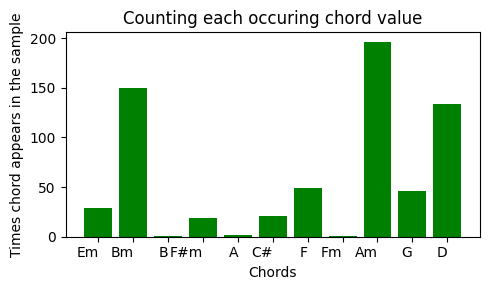 Counting each occuring chord value
Times chord appears in the sample
200
150
100
50
0
Em Bm B F#m A C# F Fm Am G D
Chords